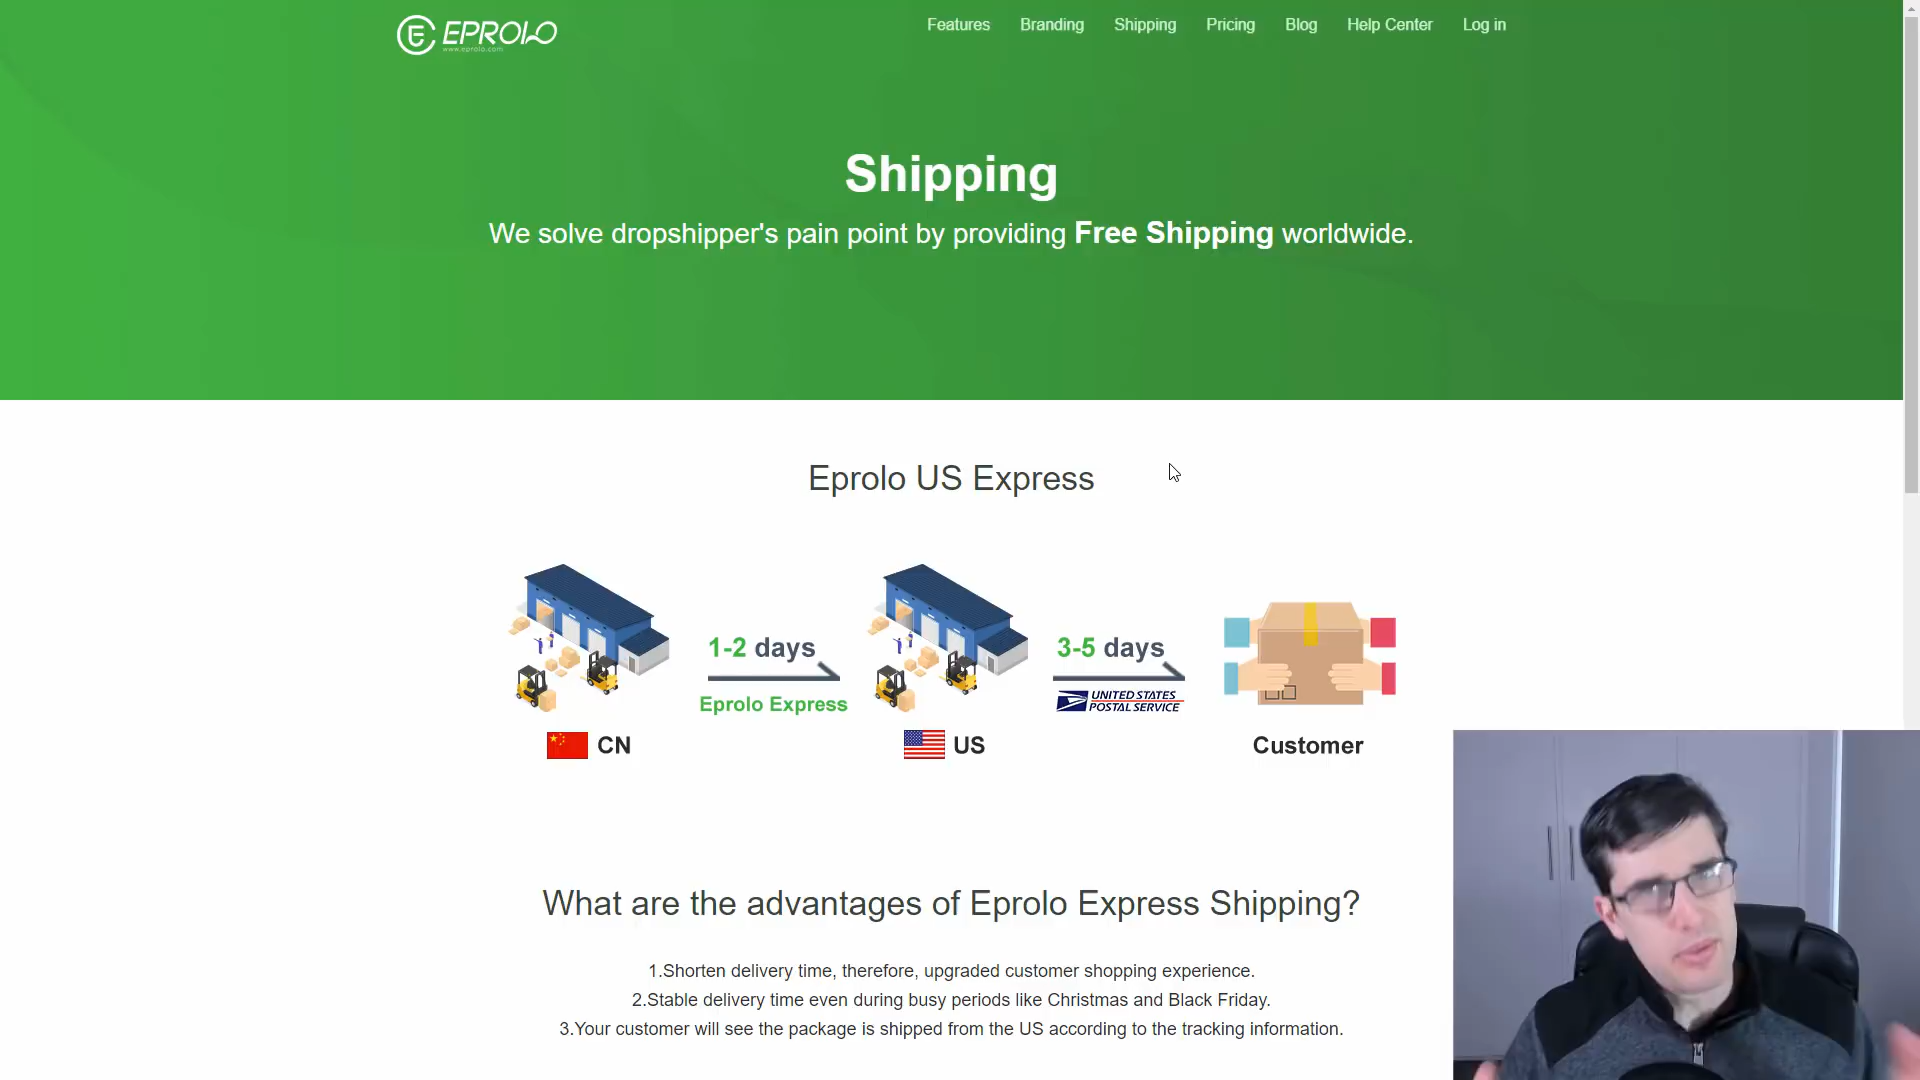 EPROLO
www.eprolo.com
Features Branding Shipping Pricing Blog Help Center Log in
Shipping
We solve dropshipper's pain point by providing Free Shipping worldwide.
Eprolo US Express
1-2 days
Eprolo Express
3-5 days
UNITED STATES
POSTAL SERVICE
CN
US
Customer
What are the advantages of Eprolo Express Shipping?
1.Shorten delivery time, therefore, upgraded customer shopping experience.
2.Stable delivery time even during busy periods like Christmas and Black Friday.
3.Your customer will see the package is shipped from the US according to the tracking information.